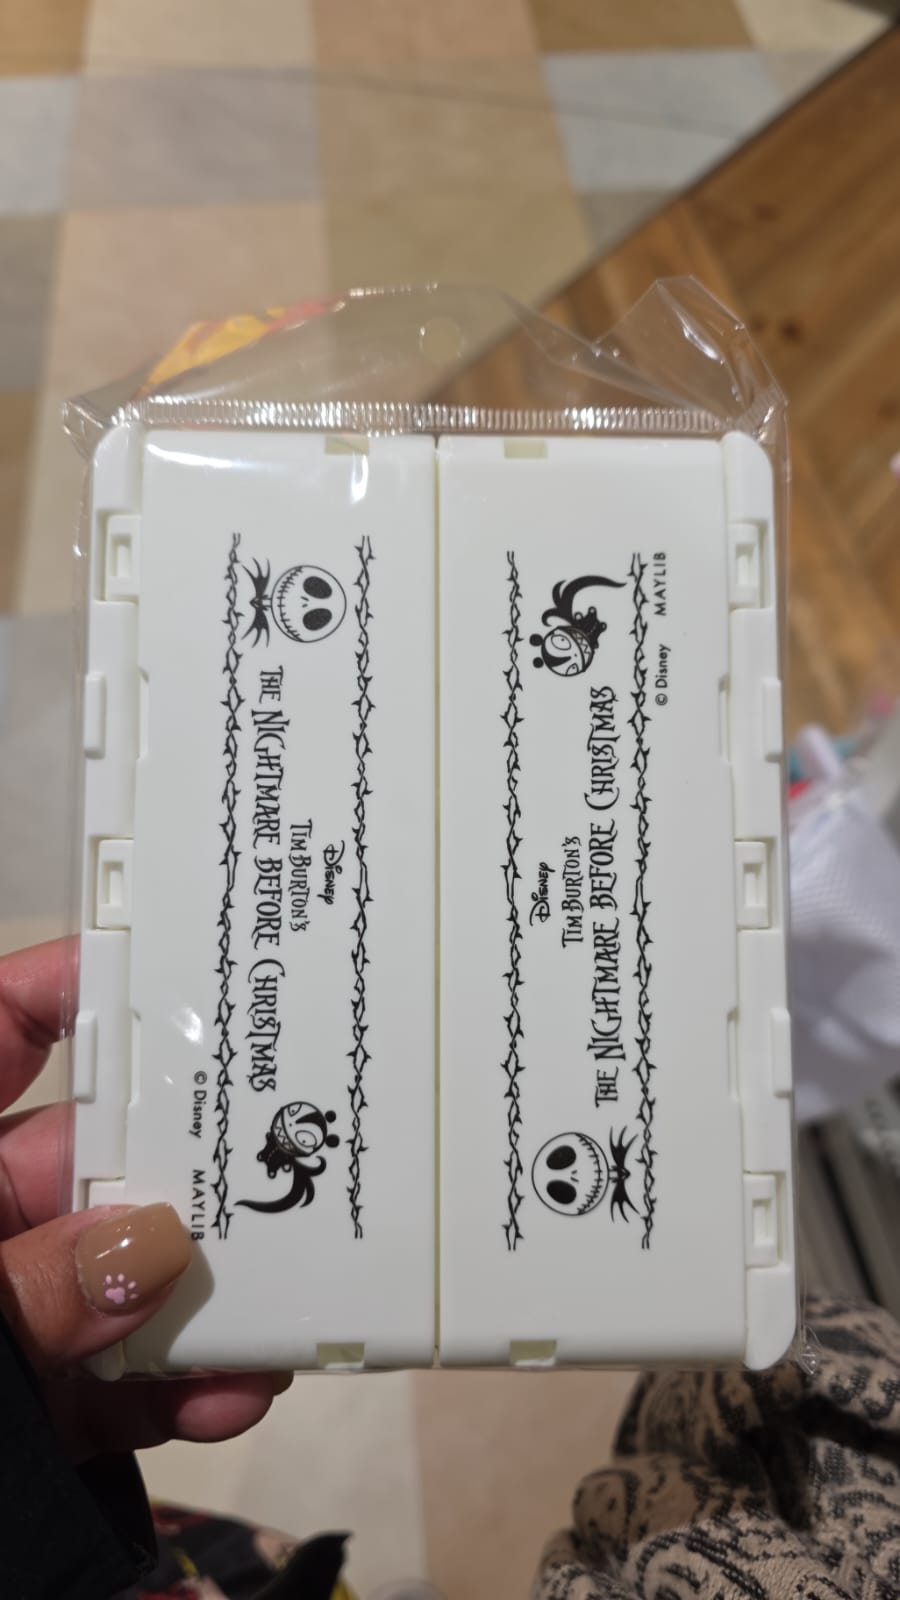 Disney
TIM BURTON'S
THE NIGHTMARE BEFORE CHRISTMAS
© Disney MAYLIB
Disney
TIM BURTON'S
THE NIGHTMARE BEFORE CHRISTMAS
© Disney MAYLIB